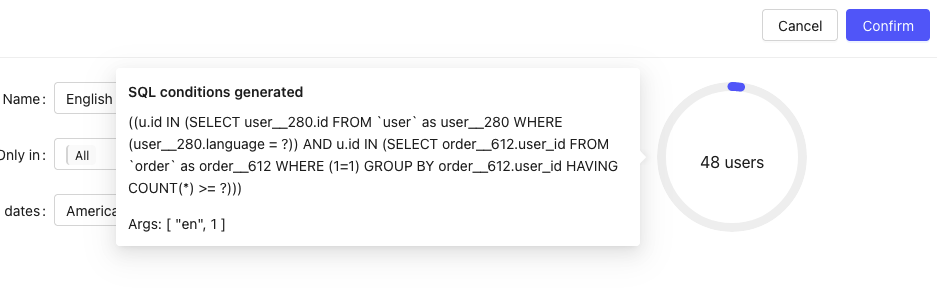 Cancel
Confirm
SQL conditions generated
Name:
English
((u.id IN (SELECT user__280.id FROM `user` as user__280 WHERE
(user__280.language = ?)) AND u.id IN (SELECT order__612.user_id FROM
`order` as order__612 WHERE (1=1) GROUP BY order__612.user_id HAVING
COUNT(*) >= ?)))
Only in:
All
48 users
dates:
America
Args: [ "en", 1 ]